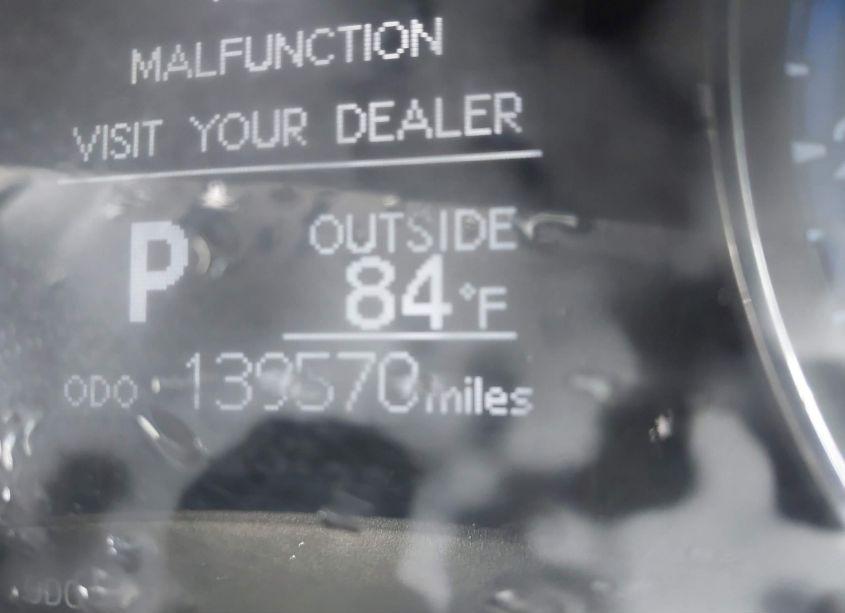 MALFUNCTION
VISIT YOUR DEALER
P
OUTSIDE
84°F
ODO 139570 miles